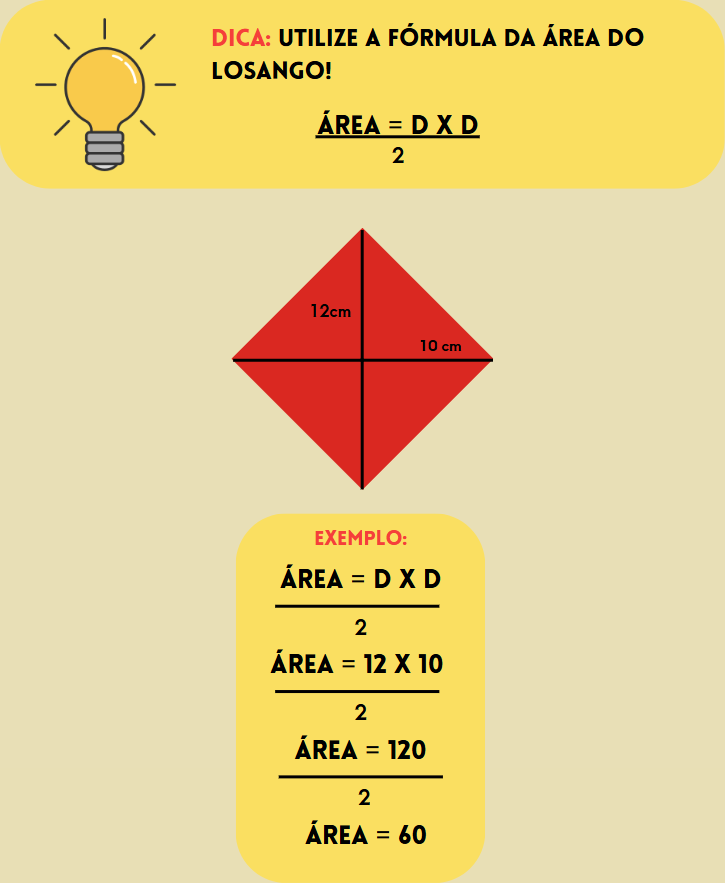 DICA: UTILIZE A FÓRMULA DA ÁREA DO
LOSANGO!
ÁREA = D X D
2
12cm
10 cm
EXEMPLO:
ÁREA = D X D
2
ÁREA = 12 X 10
2
ÁREA = 120
2
ÁREA = 60